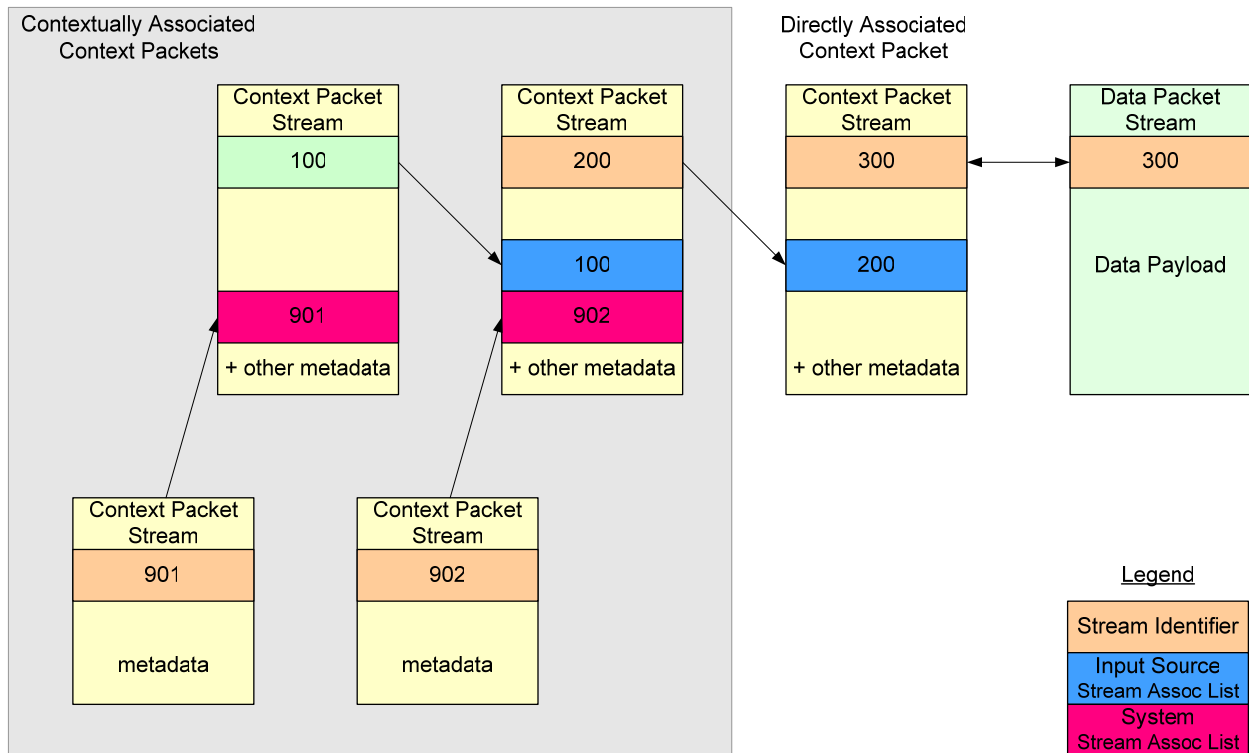 Contextually Associated
Context Packets
Directly Associated
Context Packet
Context Packet
Stream
100
901
+ other metadata
Context Packet
Stream
200
100
902
+ other metadata
Context Packet
Stream
300
200
+ other metadata
Data Packet
Stream
300
Data Payload
Context Packet
Stream
901
metadata
Context Packet
Stream
902
metadata
Legend
Stream Identifier
Input Source
Stream Assoc List
System
Stream Assoc List